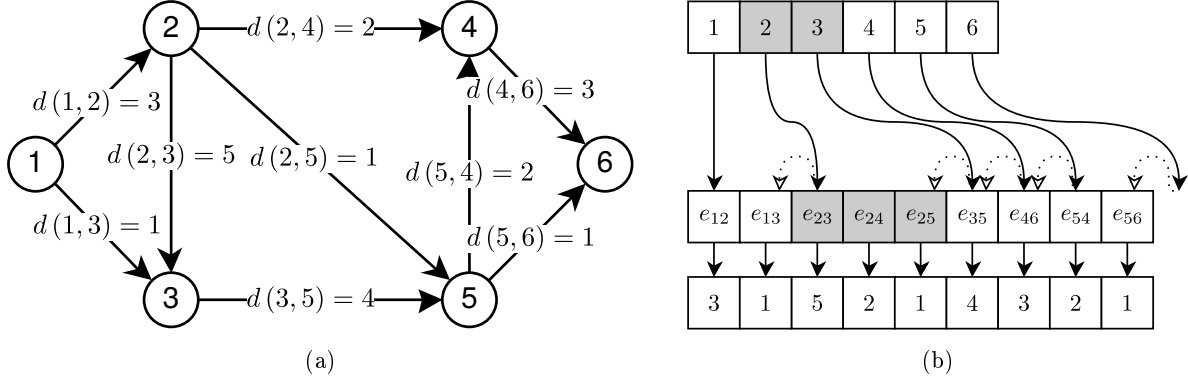 2
d (2, 4) = 2
4
d (1, 2) = 3
d (4, 6) = 3
1
d (2, 3) = 5
d (2, 5) = 1
d (5, 4) = 2
6
d (1, 3) = 1
d (5, 6) = 1
3
d (3, 5) = 4
5
(a)
1 2 3 4 5 6
e12 e13 e23 e24 e25 e35 e46 e54 e56
3 1 5 2 1 4 3 2 1
(b)